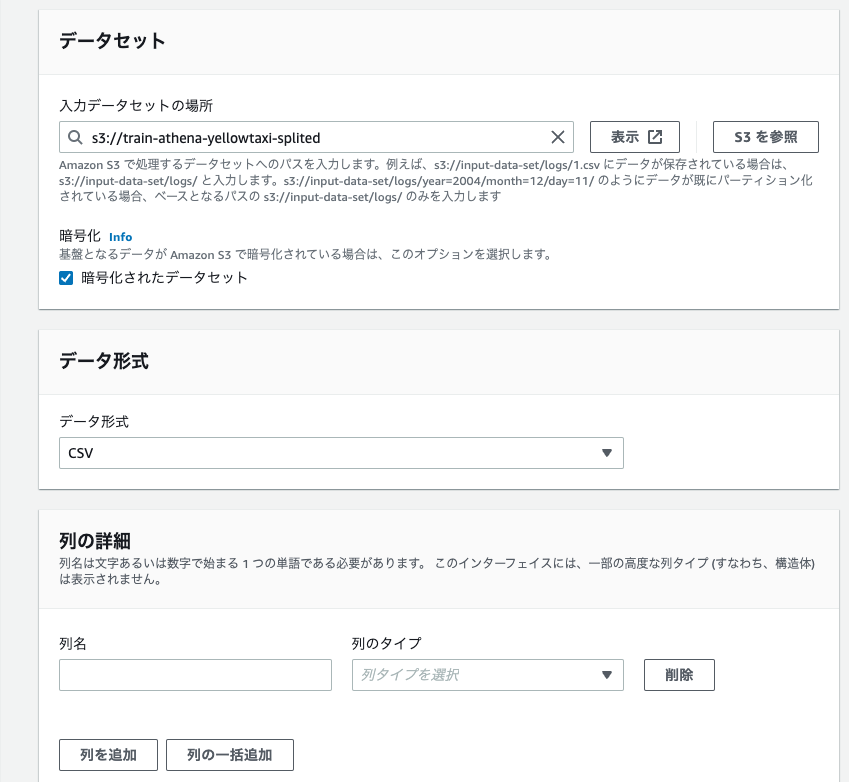 データセット
入力データセットの場所
s3://train-athena-yellowtaxi-splited
表示
S3 を参照
Amazon S3 で処理するデータセットへのパスを入力します。例えば、s3://input-data-set/logs/1.csv にデータが保存されている場合は、
s3://input-data-set/logs/ と入力します。s3://input-data-set/logs/year=2004/month=12/day=11/ のようにデータが既にパーティション化
されている場合、ベースとなるパスの s3://input-data-set/logs/ のみを入力します
暗号化 Info
基盤となるデータが Amazon S3 で暗号化されている場合は、このオプションを選択します。
暗号化されたデータセット
データ形式
データ形式
CSV
列の詳細
列名は文字あるいは数字で始まる 1 つの単語である必要があります。 このインターフェイスには、一部の高度な列タイプ (すなわち、構造体)
は表示されません。
列名
列のタイプ
列タイプを選択
削除
列を追加
列の一括追加